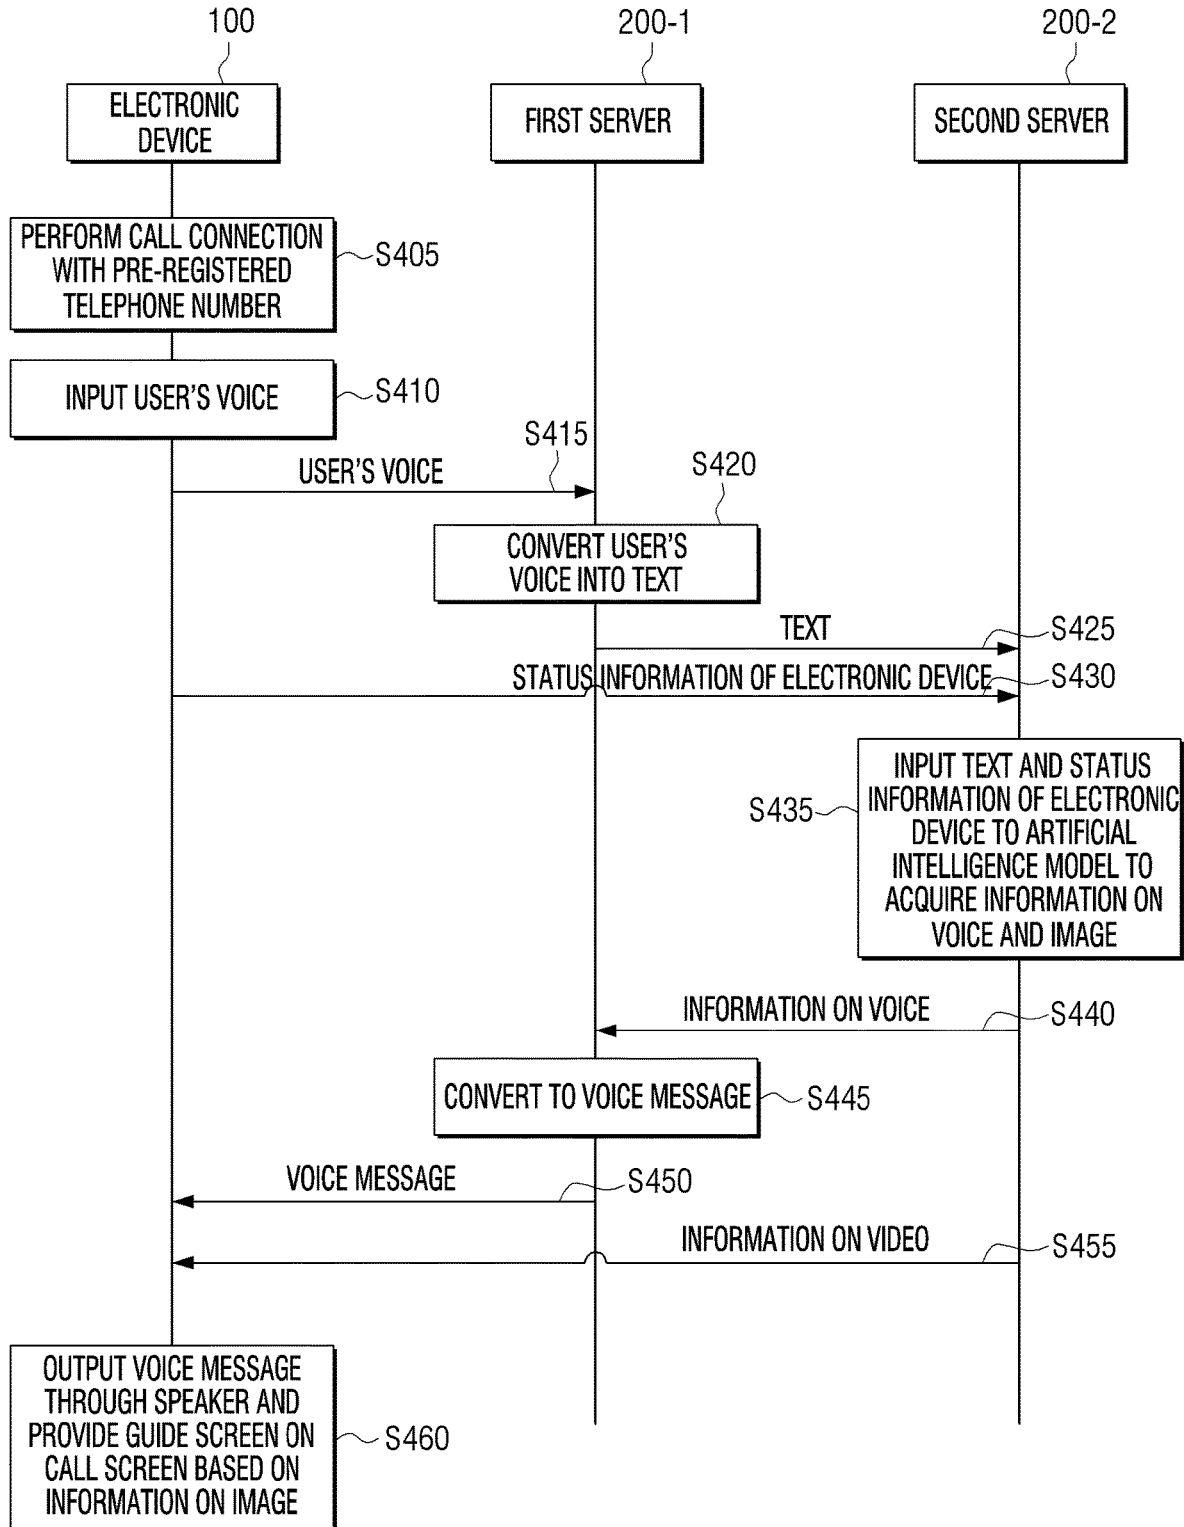 100
200-1
200-2
ELECTRONIC
DEVICE
FIRST SERVER
SECOND SERVER
PERFORM CALL CONNECTION
WITH PRE-REGISTERED
TELEPHONE NUMBER
S405
INPUT USER'S VOICE
S410
USER'S VOICE
S415
S420
CONVERT USER'S
VOICE INTO TEXT
TEXT
S425
STATUS INFORMATION OF ELECTRONIC DEVICE
S430
S435
INPUT TEXT AND STATUS
INFORMATION OF ELECTRONIC
DEVICE TO ARTIFICIAL
INTELLIGENCE MODEL TO
ACQUIRE INFORMATION ON
VOICE AND IMAGE
INFORMATION ON VOICE
S440
CONVERT TO VOICE MESSAGE
S445
VOICE MESSAGE
S450
INFORMATION ON VIDEO
S455
OUTPUT VOICE MESSAGE
THROUGH SPEAKER AND
PROVIDE GUIDE SCREEN ON
CALL SCREEN BASED ON
INFORMATION ON IMAGE
S460